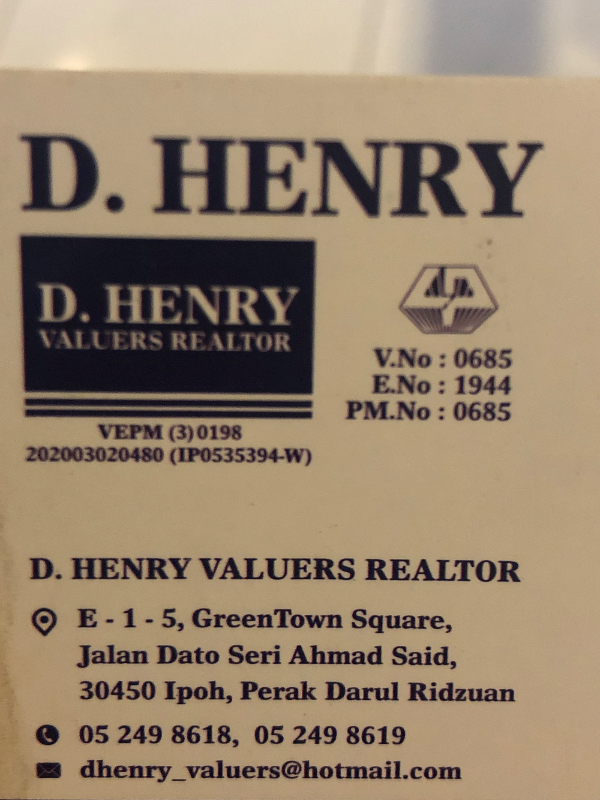 D. HENRY
D. HENRY
VALUERS REALTOR
VEPM (3) 0198
202003020480 (IP0535394-W)
V.No : 0685
E.No : 1944
PM.No : 0685
D. HENRY VALUERS REALTOR
E - 1 - 5, GreenTown Square,
Jalan Dato Seri Ahmad Said,
30450 Ipoh, Perak Darul Ridzuan
05 249 8618, 05 249 8619
dhenry_valuers@hotmail.com